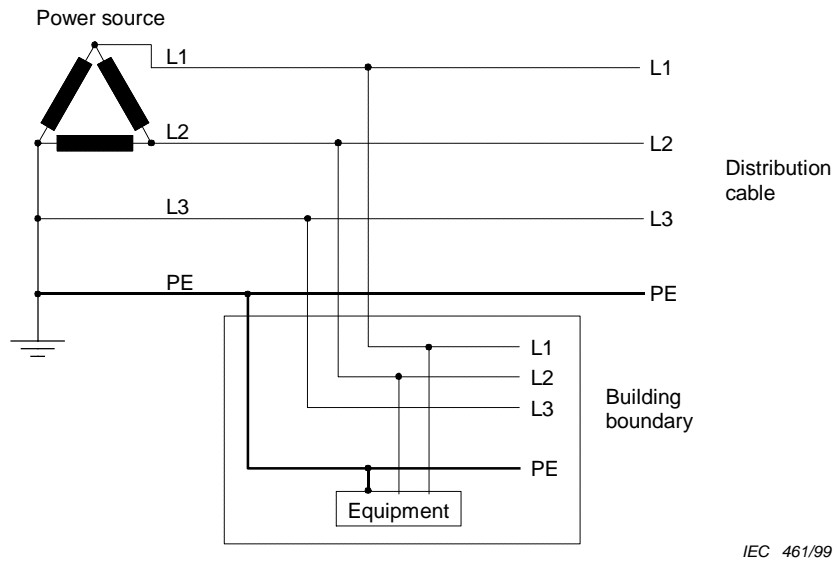 Power source
L1
L1
L2
L2
Distribution
cable
L3
L3
PE
PE
L1
L2
Building
boundary
L3
PE
Equipment
IEC 461/99